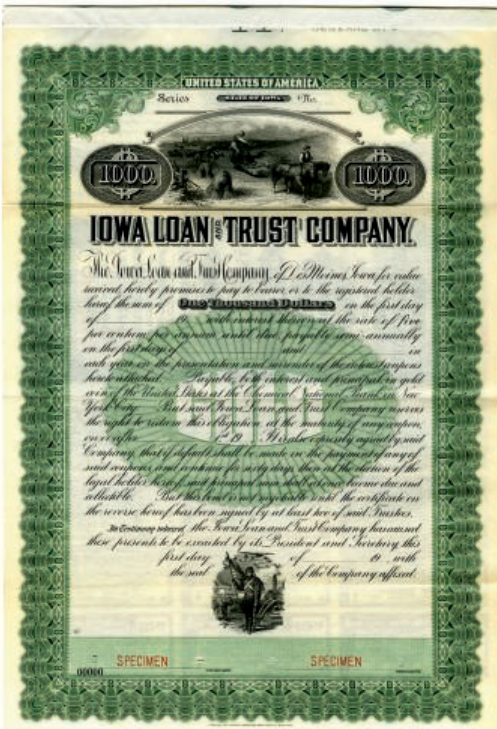 UNITED STATES OF AMERICA
Series STATE OF IOWA No.
1000. 1000.
IOWA LOAN AND TRUST COMPANY.
The Iowa Loan and Trust Company, of Des Moines, Iowa for value
received, hereby promises to pay to bearer, or to the registered holder
hereof, the sum of One Thousand Dollars on the first day
of with interest thereon at the rate of five
per centum per annum until due, payable semi-annually
on the first days of and in
each year on the presentation and surrender of the interest coupons
hereto attached. Payable, both interest and principal in gold
coin of the United States at the Chemical National Bank in New
York City. But said Iowa Loan and Trust Company reserves
the right to redeem this obligation at the maturity of any coupon,
on or after 1st 19 It is also expressly agreed by said
Company, that if default shall be made in the payment of any of
said coupons, and continue for sixty days, then at the election of the
legal holder hereof, said principal sum shall at once become due and
collectible. But this bond is not negotiable until the certificate on
the reverse hereof has been signed by at least two of said Trustees.
In Testimony whereof, the Iowa Loan and Trust Company has caused
these presents to be executed by its President and Secretary this
first day of 19 with
the seal of the Company affixed.
SPECIMEN SPECIMEN
00000